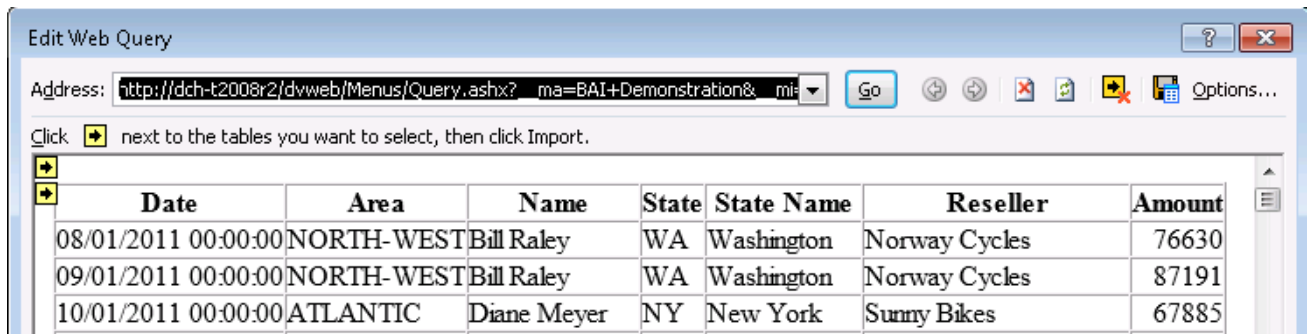 Edit Web Query
Address: http://dch-t2008r2/dvweb/Menus/Query.ashx?__ma=BAI+Demonstration&__mi= Go Options...
Click next to the tables you want to select, then click Import.
Date Area Name State State Name Reseller Amount
08/01/2011 00:00:00 NORTH-WEST Bill Raley WA Washington Norway Cycles 76630
09/01/2011 00:00:00 NORTH-WEST Bill Raley WA Washington Norway Cycles 87191
10/01/2011 00:00:00 ATLANTIC Diane Meyer NY New York Sunny Bikes 67885